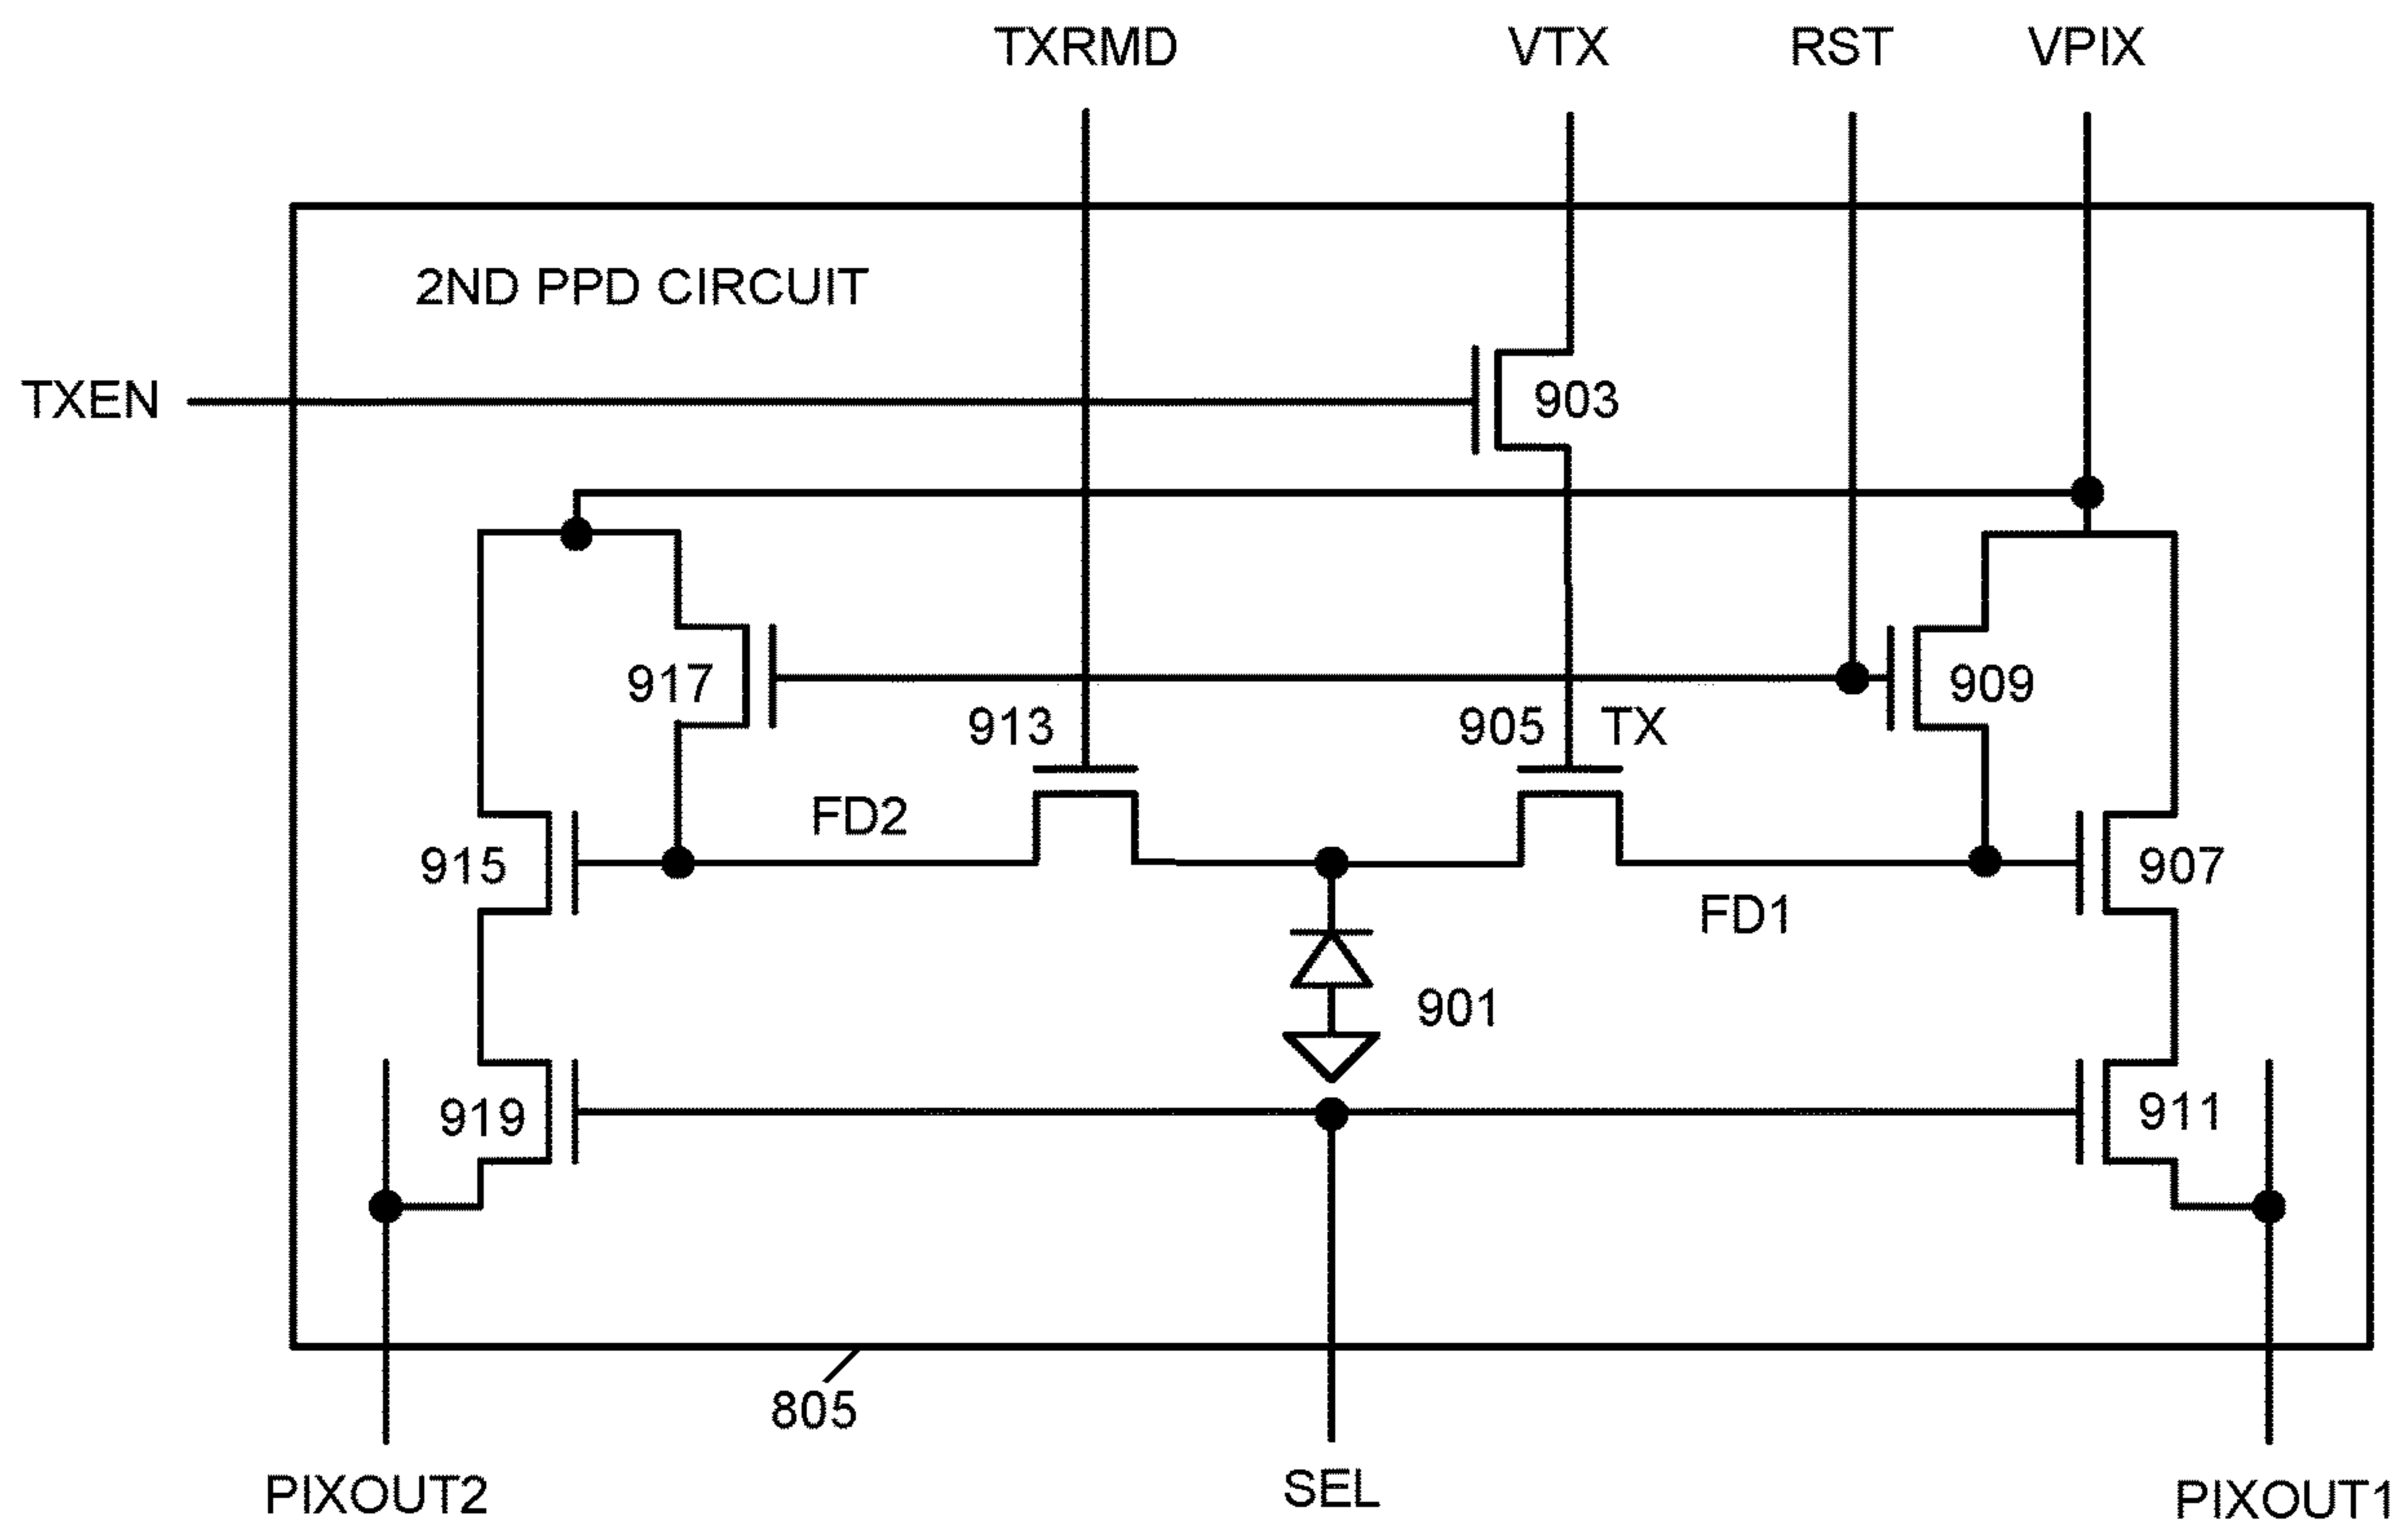 TXRMD
VTX
RST
VPIX
2ND PPD CIRCUIT
TXEN
903
917
909
913
905
TX
FD2
915
907
FD1
901
919
911
805
PIXOUT2
SEL
PIXOUT1